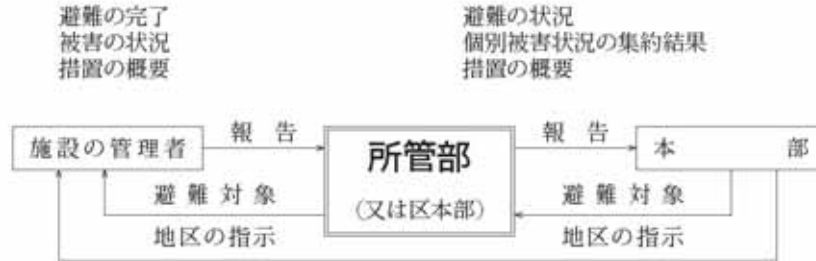 避難の完了
被害の状況
措置の概要
避難の状況
個別被害状況の集約結果
措置の概要
施設の管理者
報告
所管部
(又は区本部)
報告
本部
避難対象
地区の指示
避難対象
地区の指示